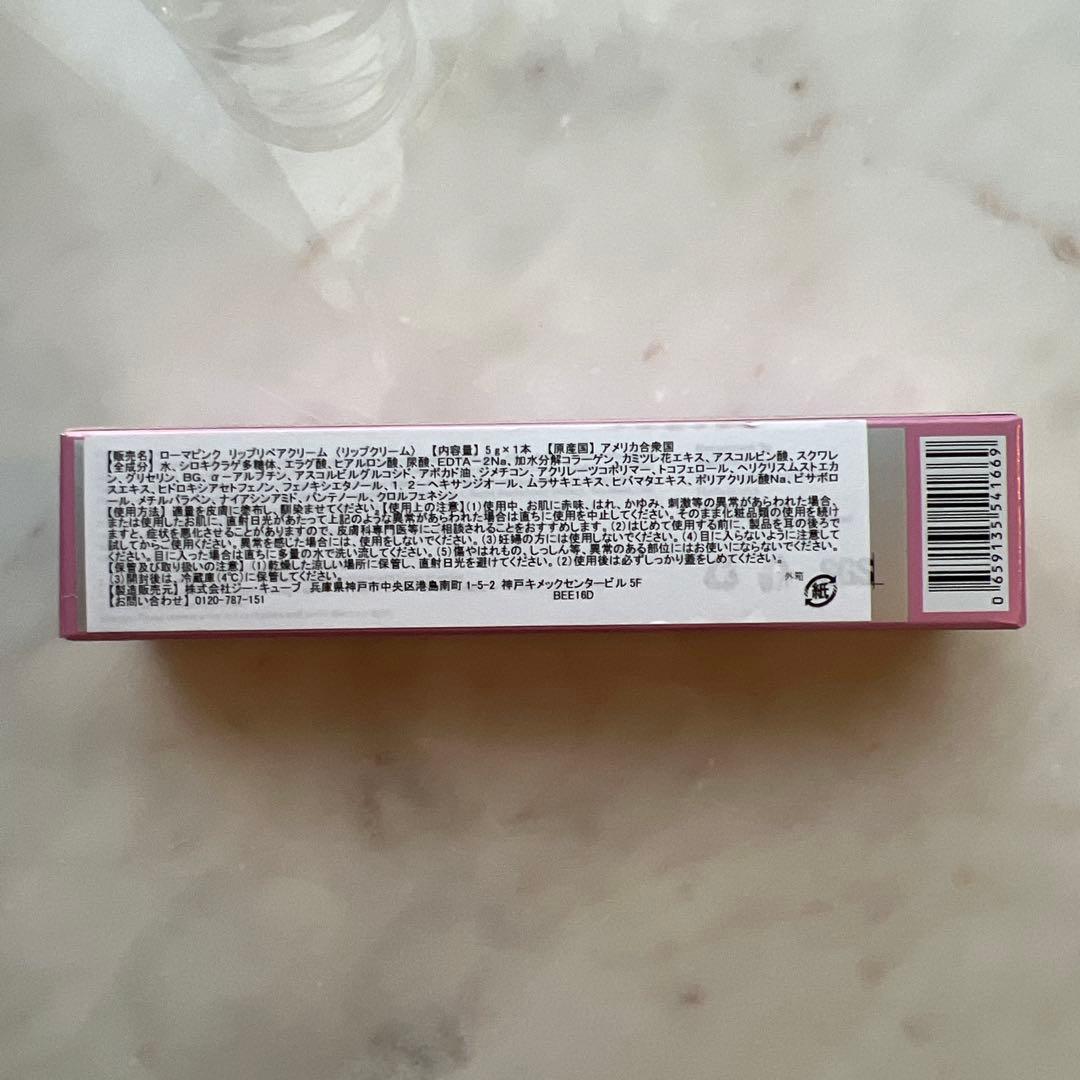 【販売名】 ローマピンク リップリペアクリーム 〈リップクリーム〉 【内容量】5g×1本 【原産国】アメリカ合衆国
【全成分】水、シロキクラゲ多糖体、エラグ酸、ヒアルロン酸、尿酸、EDTA-2Na、加水分解コラーゲン、カミツレ花エキス、アスコルビン酸、スクワレ
ン、グリセリン、BG、α-アルブチン、アスコルビルグルコシド、アボカド油、ジメチコン、アクリレーツコポリマー、トコフェロール、ヘリクリスムストエカ
ロスエキス、ヒドロキシアセトフェノン、フェノキシエタノール、1,2-ヘキサンジオール、ムラサキエキス、ヒバマタエキス、ポリアクリル酸Na、ビサボロ
ール、メチルパラベン、ナイアシンアミド、パンテノール、クロルフェネシン
【使用方法】適量を皮膚に塗布し、馴染ませてください。【使用上の注意】(1)使用中、お肌に赤味、はれ、かゆみ、刺激等の異常があらわれた場合、
または使用したお肌に、直射日光があたって上記のような異常があらわれた場合は直ちに使用を中止してください。そのまま化粧品類の使用を続け
ますと、症状を悪化させることがありますので、皮膚科専門医等にご相談されることをおすすめします。(2)はじめて使用する前に、製品を耳の後ろで
試してから、使用ください。異常を感じた場合には、使用をしないでください。(3)妊婦の方には使用しないでください。(4)目に入らないように注意して
ください。目に入った場合は直ちに多量の水で洗い流してください。(5)傷やはれもの、しっしん等、異常のある部位にはお使いにならないでください。
【保管及び取り扱いの注意】(1)乾燥した涼しい場所に保管し、直射日光を避けてください。(2)使用後は必ずしっかり蓋をしめてください。
(3)開封後は、冷蔵庫(4℃)に保管してください。
【製造販売元】株式会社ジー・キューブ 兵庫県神戸市中央区港島南町1-5-2 神戸キメックセンタービル5F
【お問い合わせ】0120-787-151
BEE16D
外箱
紙
0 659135 541669